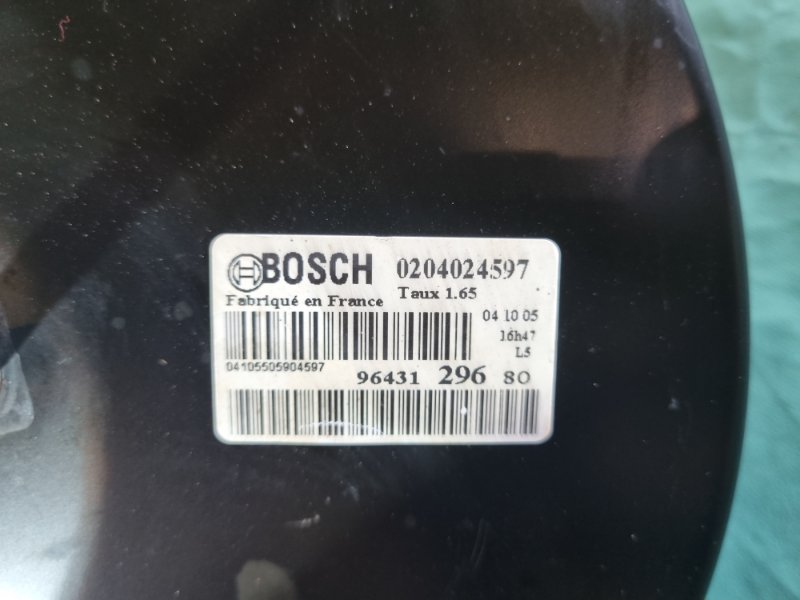 BOSCH 0204024597
Fabriqué en France Taux 1.65
04 10 05
16h47
L5
04105505904597
96431 296 80